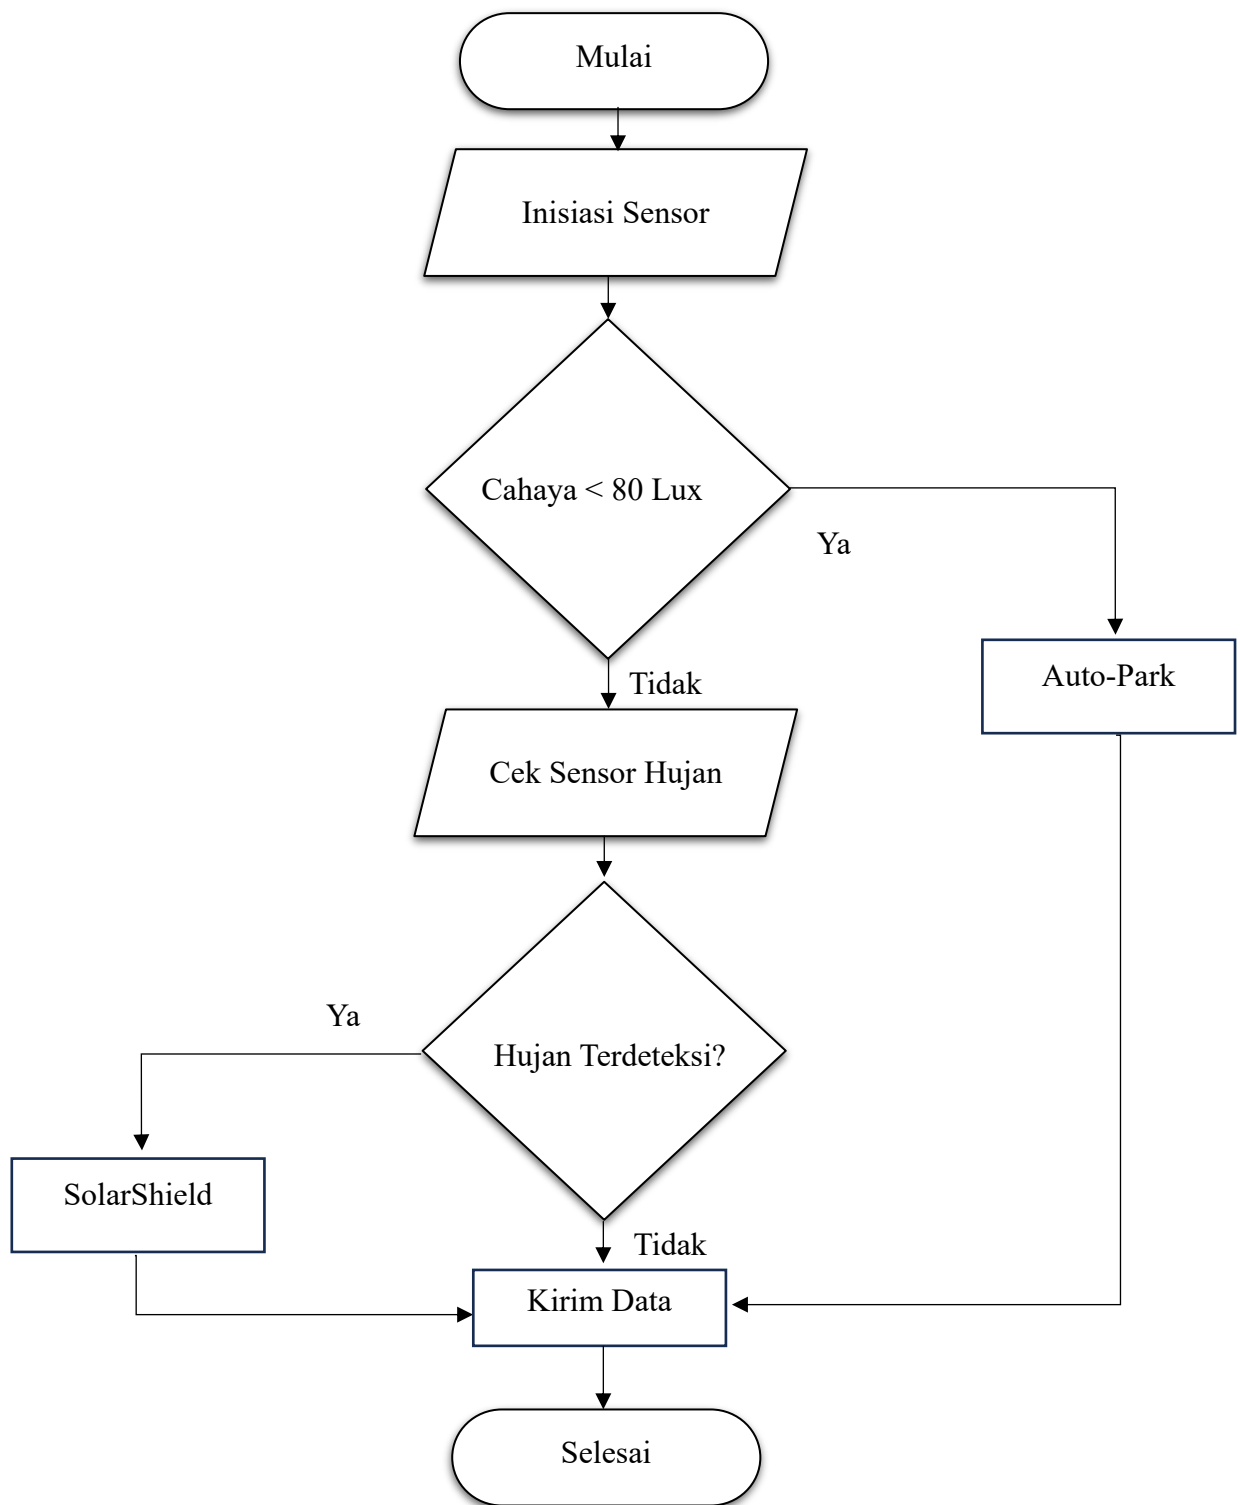 Mulai
Inisiasi Sensor
Cahaya < 80 Lux
Ya
Tidak
Auto-Park
Cek Sensor Hujan
Ya
Hujan Terdeteksi?
SolarShield
Tidak
Kirim Data
Selesai